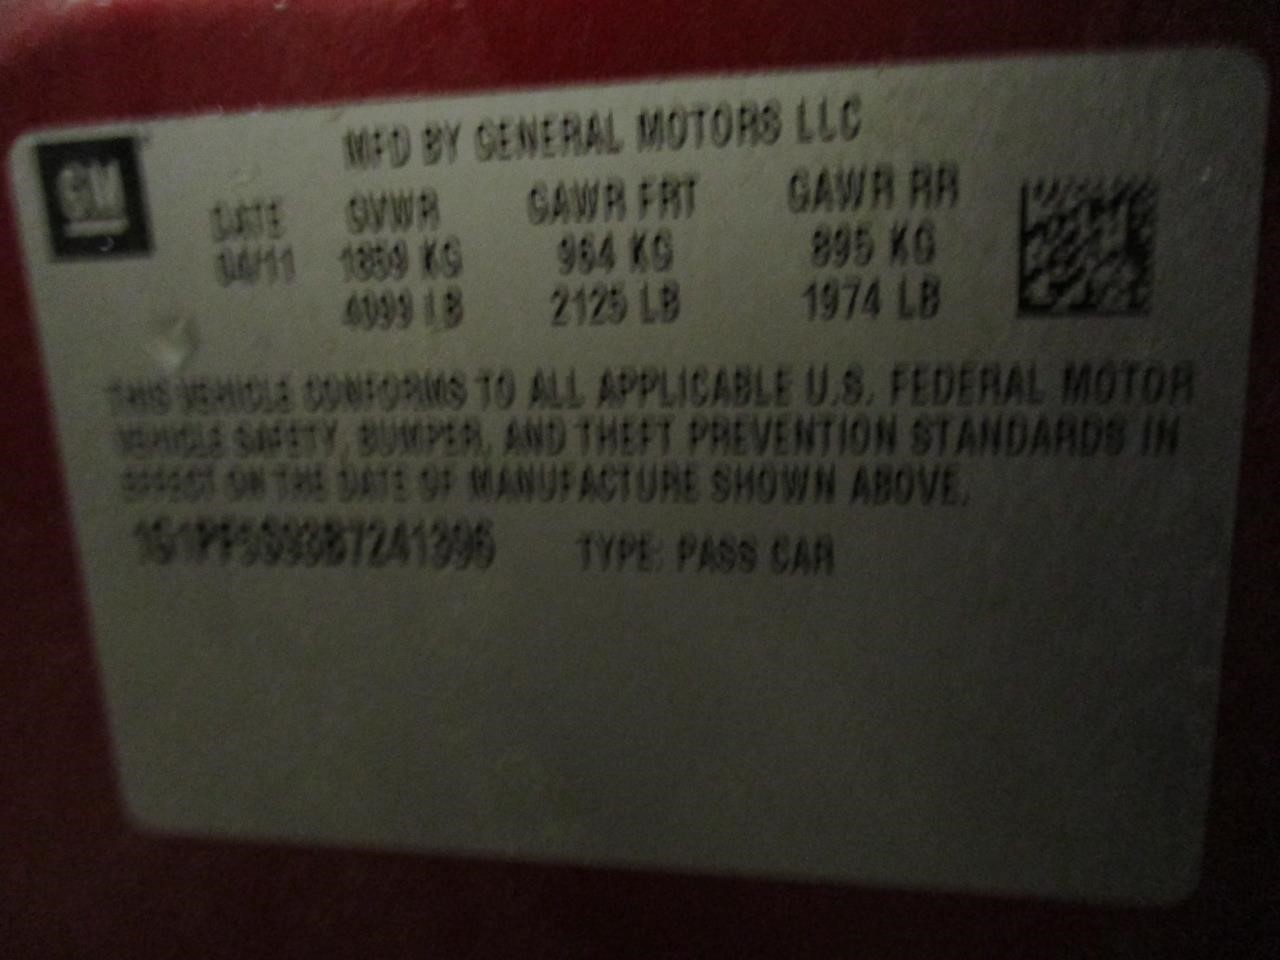 GM
MFD BY GENERAL MOTORS LLC
DATE GVWR GAWR FRT GAWR RR
04/11 1859 KG 964 KG 895 KG
4099 LB 2125 LB 1974 LB
THIS VEHICLE CONFORMS TO ALL APPLICABLE U.S. FEDERAL MOTOR
VEHICLE SAFETY, BUMPER, AND THEFT PREVENTION STANDARDS IN
EFFECT ON THE DATE OF MANUFACTURE SHOWN ABOVE.
1G1PF5S93B7241396 TYPE: PASS CAR